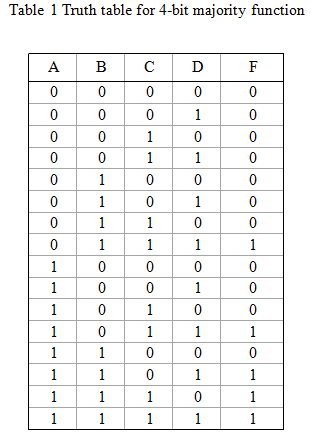 Table 1 Truth table for 4-bit majority function
A B C D F
0 0 0 0 0
0 0 0 1 0
0 0 1 0 0
0 0 1 1 0
0 1 0 0 0
0 1 0 1 0
0 1 1 0 0
0 1 1 1 1
1 0 0 0 0
1 0 0 1 0
1 0 1 0 0
1 0 1 1 1
1 1 0 0 0
1 1 0 1 1
1 1 1 0 1
1 1 1 1 1